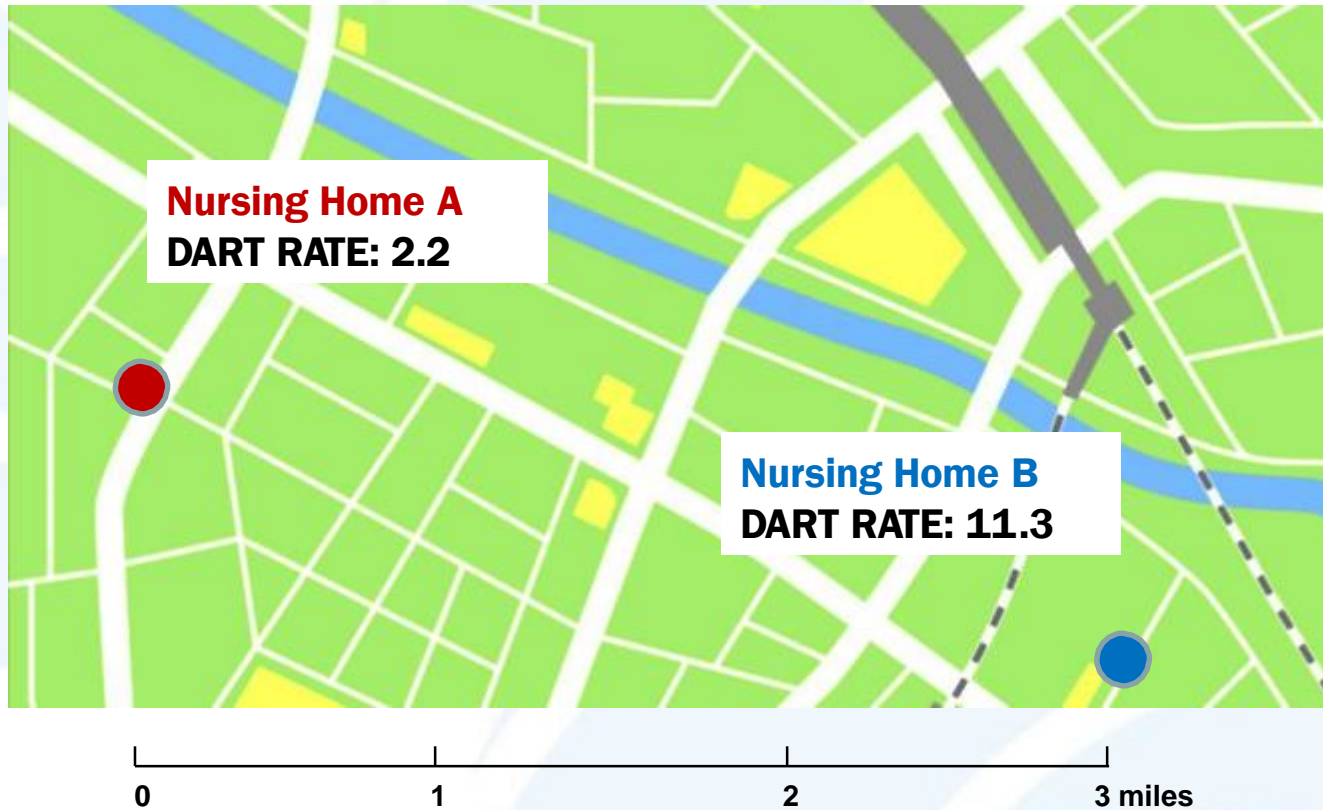 Nursing Home A
DART RATE: 2.2
Nursing Home B
DART RATE: 11.3
0 1 2 3 miles